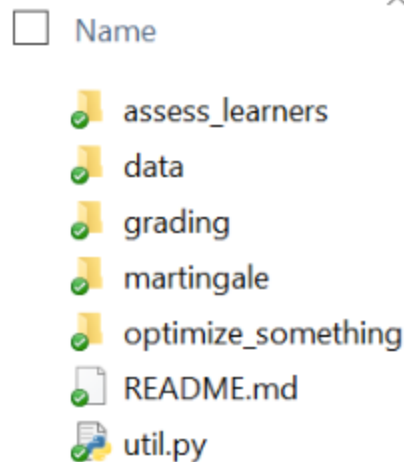 Name
assess_learners
data
grading
martingale
optimize_something
README.md
util.py